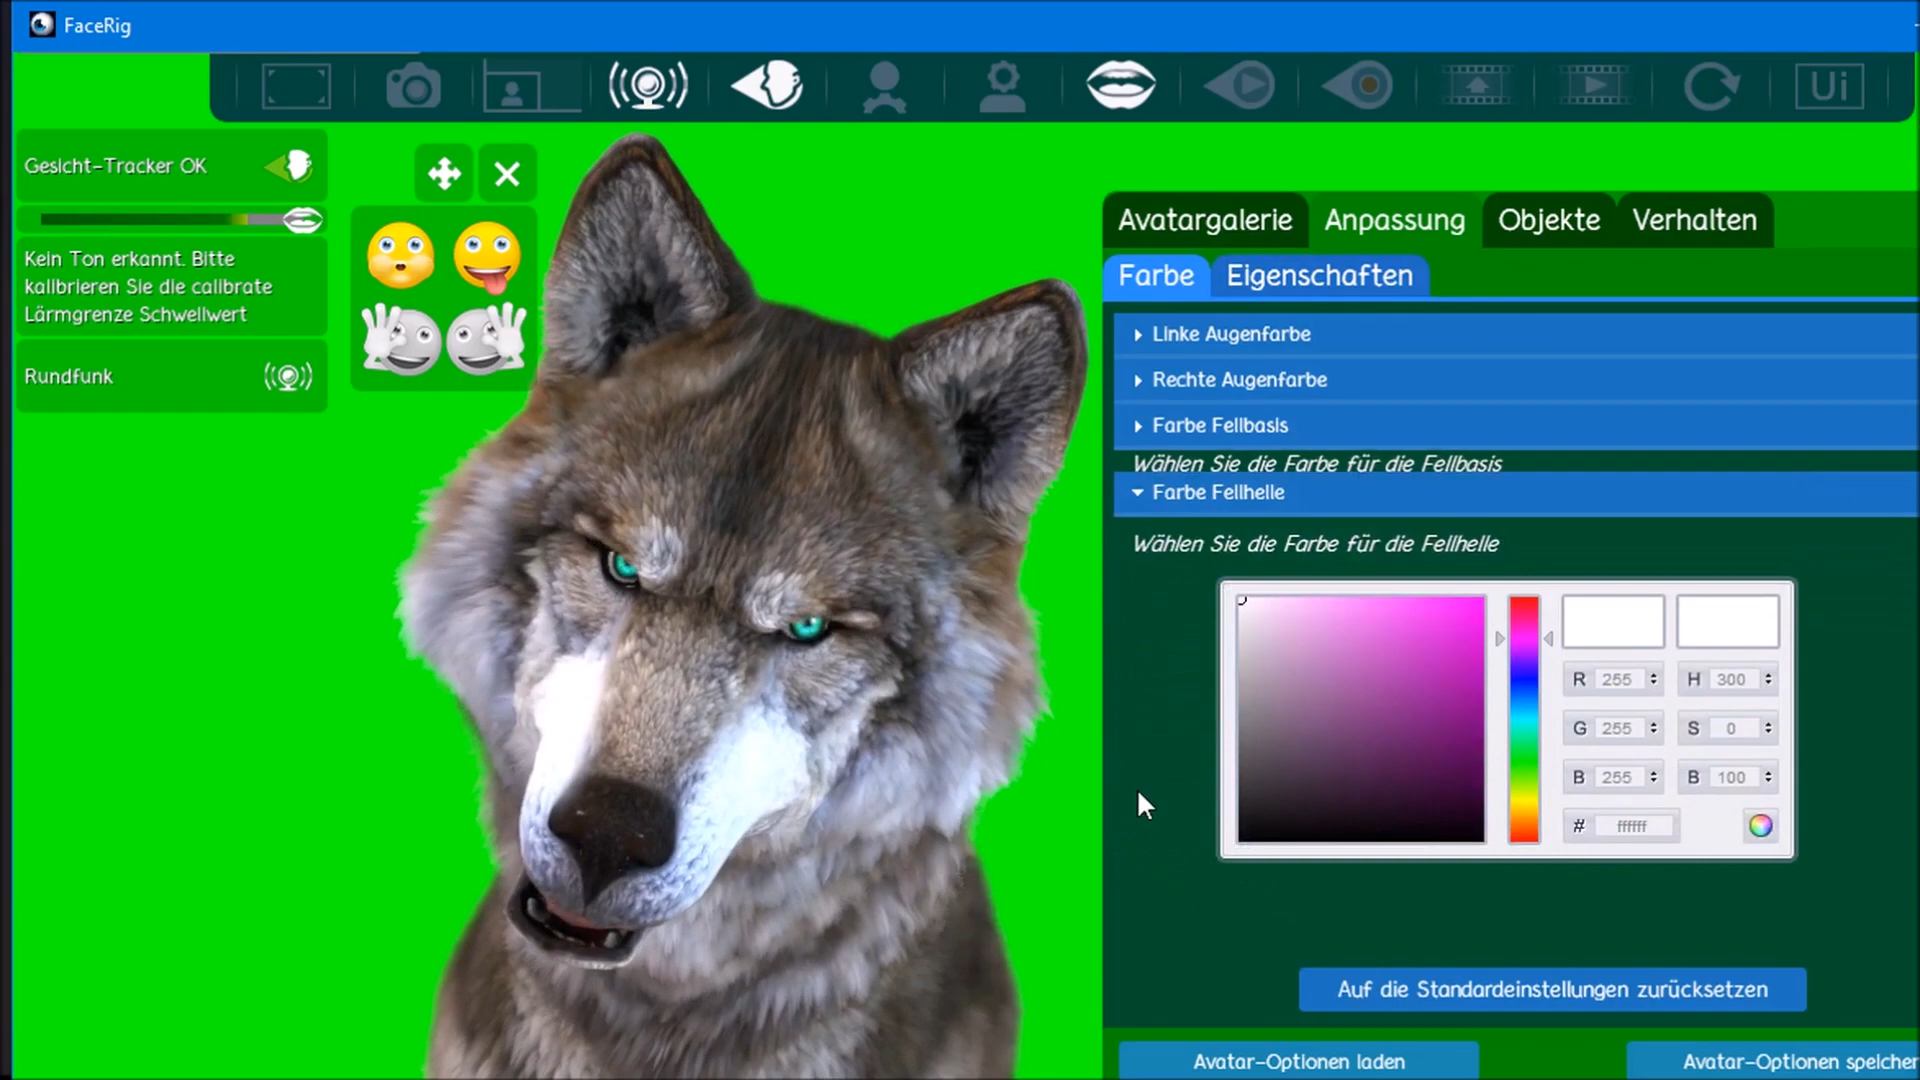 FaceRig
Ui
Gesicht-Tracker OK
Kein Ton erkannt. Bitte
kalibrieren Sie die calibrate
Lärmgrenze Schwellwert
Rundfunk
Avatargalerie Anpassung Objekte Verhalten
Farbe Eigenschaften
Linke Augenfarbe
Rechte Augenfarbe
Farbe Fellbasis
Wählen Sie die Farbe für die Fellbasis
Farbe Fellhelle
Wählen Sie die Farbe für die Fellhelle
R 255 H 300
G 255 S 0
B 255 B 100
# ffffff
Auf die Standardeinstellungen zurücksetzen
Avatar-Optionen laden Avatar-Optionen speicher